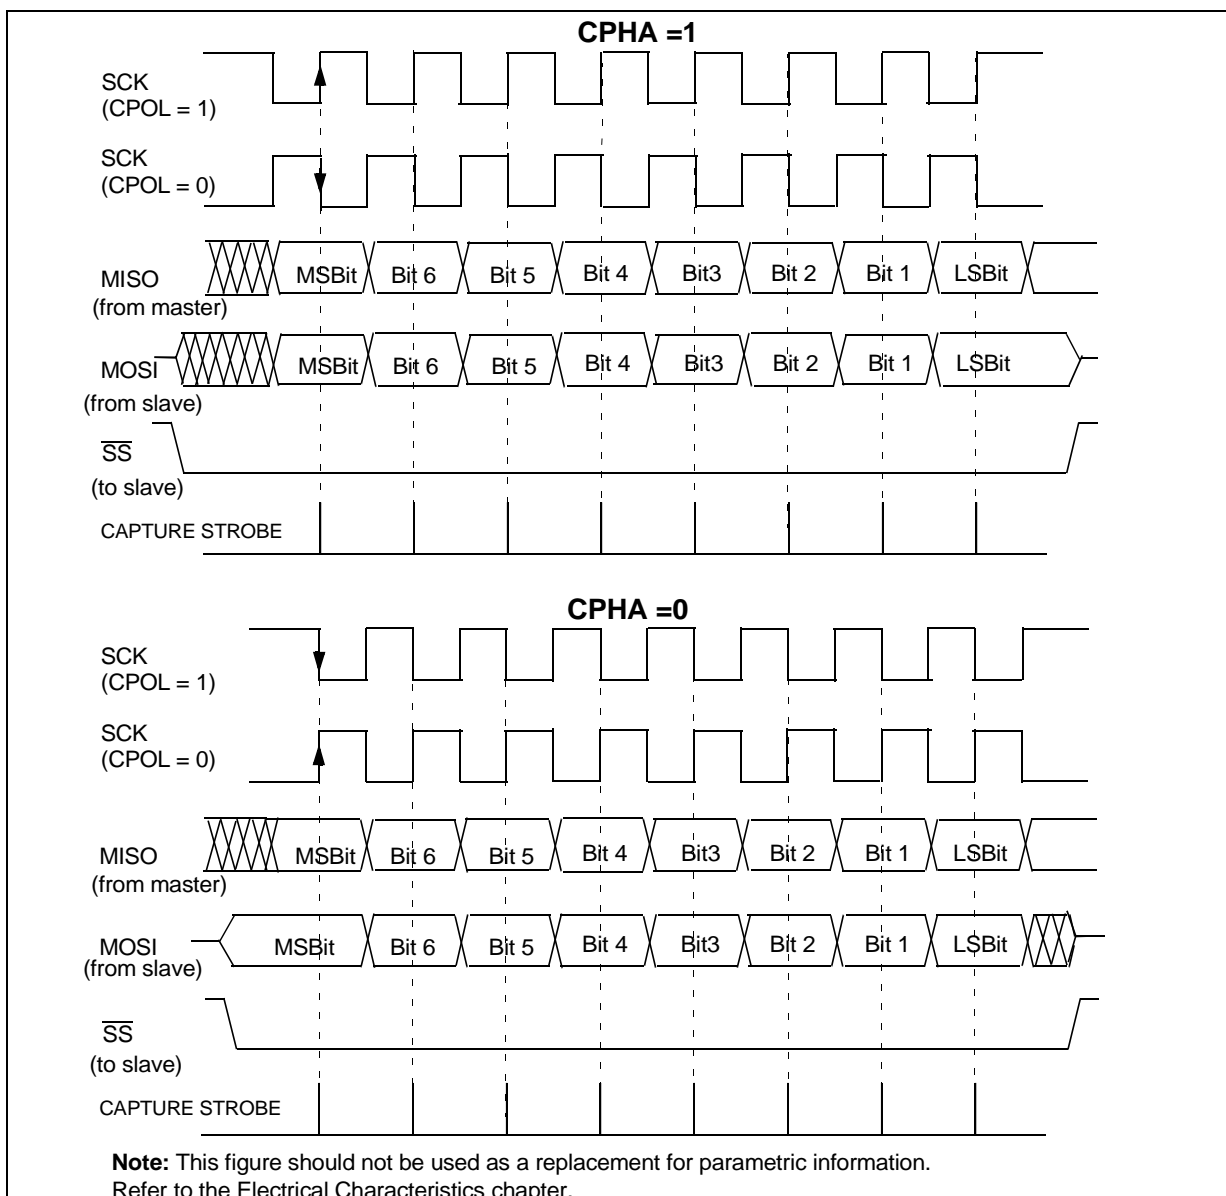 CPHA =1
SCK
(CPOL = 1)
SCK
(CPOL = 0)
MISO
(from master)
MSBit Bit 6 Bit 5 Bit 4 Bit3 Bit 2 Bit 1 LSBit
MOSI
(from slave)
MSBit Bit 6 Bit 5 Bit 4 Bit3 Bit 2 Bit 1 LSBit
SS
(to slave)
CAPTURE STROBE
CPHA =0
SCK
(CPOL = 1)
SCK
(CPOL = 0)
MISO
(from master)
MSBit Bit 6 Bit 5 Bit 4 Bit3 Bit 2 Bit 1 LSBit
MOSI
(from slave)
MSBit Bit 6 Bit 5 Bit 4 Bit3 Bit 2 Bit 1 LSBit
SS
(to slave)
CAPTURE STROBE
Note: This figure should not be used as a replacement for parametric information.
Refer to the Electrical Characteristics chapter.